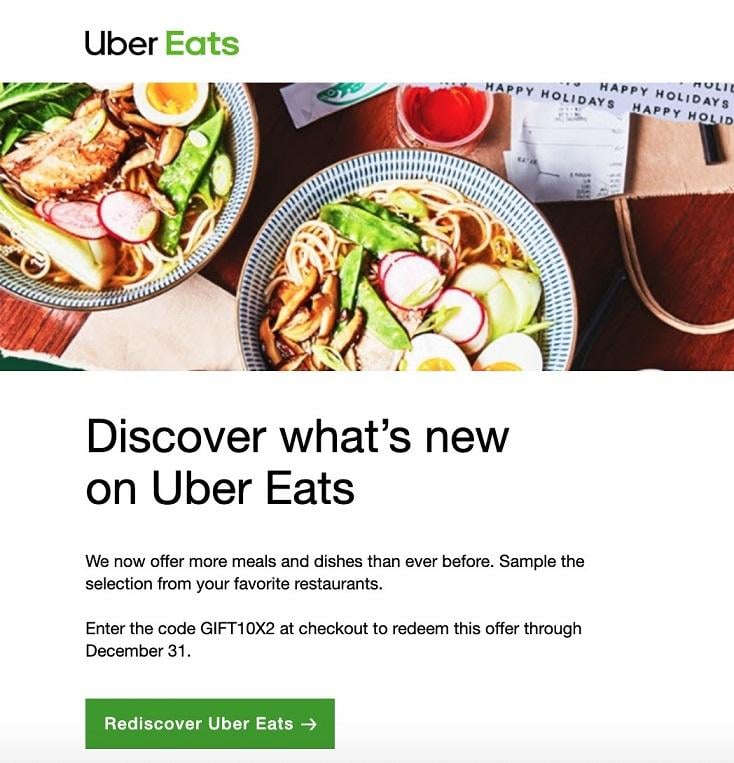 Uber Eats
HAPPY HOLIDAYS
HAPPY HOLIDAYS
Discover what’s new
on Uber Eats
We now offer more meals and dishes than ever before. Sample the
selection from your favorite restaurants.
Enter the code GIFT10X2 at checkout to redeem this offer through
December 31.
Rediscover Uber Eats →